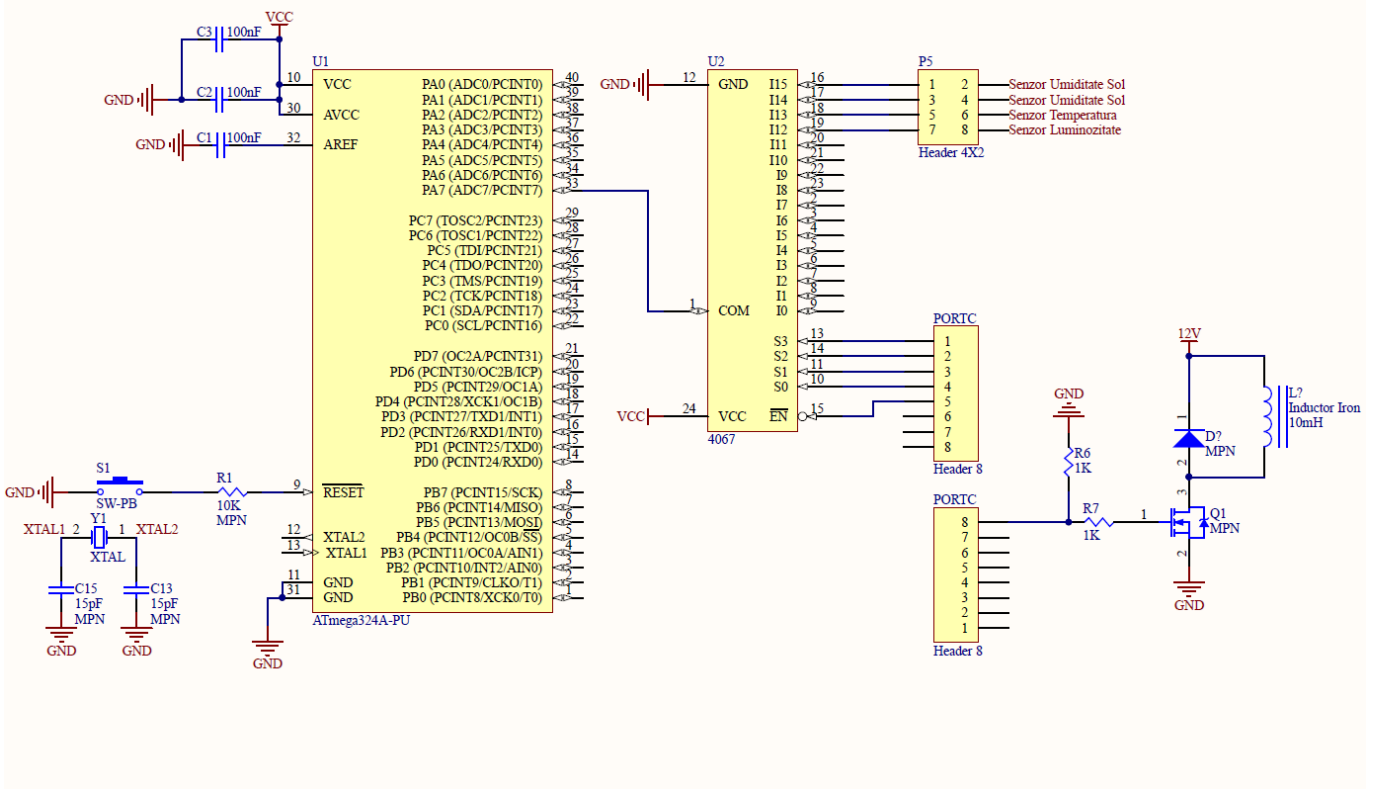 VCC
C3 100nF
GND C2 100nF
GND C1 100nF
U1
10 VCC
30 AVCC
32 AREF
PA0 (ADC0/PCINT0) 40
PA1 (ADC1/PCINT1) 39
PA2 (ADC2/PCINT2) 38
PA3 (ADC3/PCINT3) 37
PA4 (ADC4/PCINT4) 36
PA5 (ADC5/PCINT5) 35
PA6 (ADC6/PCINT6) 34
PA7 (ADC7/PCINT7) 33
PC7 (TOSC2/PCINT23) 29
PC6 (TOSC1/PCINT22) 28
PC5 (TDI/PCINT21) 27
PC4 (TDO/PCINT20) 26
PC3 (TMS/PCINT19) 25
PC2 (TCK/PCINT18) 24
PC1 (SDA/PCINT17) 23
PC0 (SCL/PCINT16) 22
PD7 (OC2A/PCINT31) 21
PD6 (PCINT30/OC2B/ICP) 20
PD5 (PCINT29/OC1A) 19
PD4 (PCINT28/XCK1/OC1B) 18
PD3 (PCINT27/TXD1/INT1) 17
PD2 (PCINT26/RXD1/INT0) 16
PD1 (PCINT25/TXD0) 15
PD0 (PCINT24/RXD0) 14
9 RESET
PB7 (PCINT15/SCK) 8
PB6 (PCINT14/MISO) 7
PB5 (PCINT13/MOSI) 6
12 XTAL2 PB4 (PCINT12/OC0B/SS) 5
13 XTAL1 PB3 (PCINT11/OC0A/AIN1) 4
PB2 (PCINT10/INT2/AIN0) 3
11 GND PB1 (PCINT9/CLKO/T1) 2
31 GND PB0 (PCINT8/XCK0/T0) 1
ATmega324A-PU
GND
S1
GND SW-PB
R1
10K
MPN
XTAL1 2 Y1 1 XTAL2
XTAL
C15
15pF
MPN
GND
C13
15pF
MPN
GND
U2
GND 12 GND
1 COM
VCC 24 VCC
I15 16
I14 17
I13 18
I12 19
I11 20
I10 21
I9 22
I8 23
I7 2
I6 3
I5 4
I4 5
I3 6
I2 7
I1 8
I0 9
S3 13
S2 14
S1 11
S0 10
EN 15
4067
P5
1 2 Senzor Umiditate Sol
3 4 Senzor Umiditate Sol
5 6 Senzor Temperatura
7 8 Senzor Luminozitate
Header 4X2
PORTC
1
2
3
4
5
6
7
8
Header 8
PORTC
8
7
6
5
4
3
2
1
Header 8
GND
R6
1K
R7
1K
12V
L?
Inductor Iron
10mH
1
D?
MPN
2
3
1 Q1
MPN
2
GND